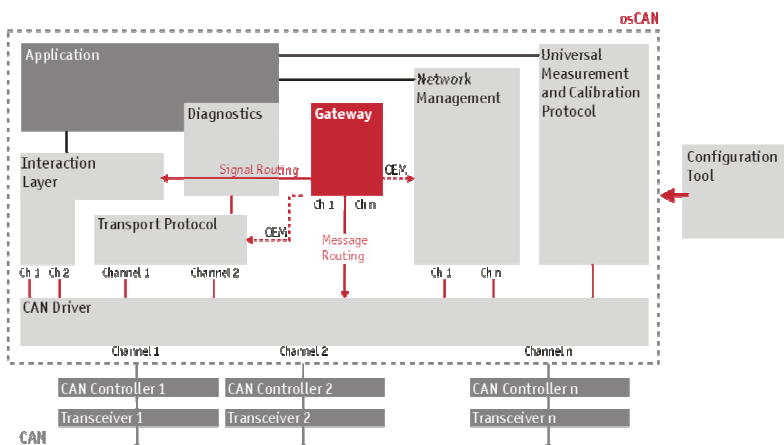 osCAN
Application
Universal
Measurement
and Calibration
Protocol
Network
Management
Diagnostics
Gateway
Configuration
Tool
Interaction
Layer
Signal Routing
OEM
Ch 1
Ch n
Transport Protocol
OEM
Message
Routing
Ch 1
Ch 2
Channel 1
Channel 2
Ch 1
Ch n
CAN Driver
Channel 1
Channel 2
Channel n
CAN Controller 1
CAN Controller 2
CAN Controller n
Transceiver 1
Transceiver 2
Transceiver n
CAN